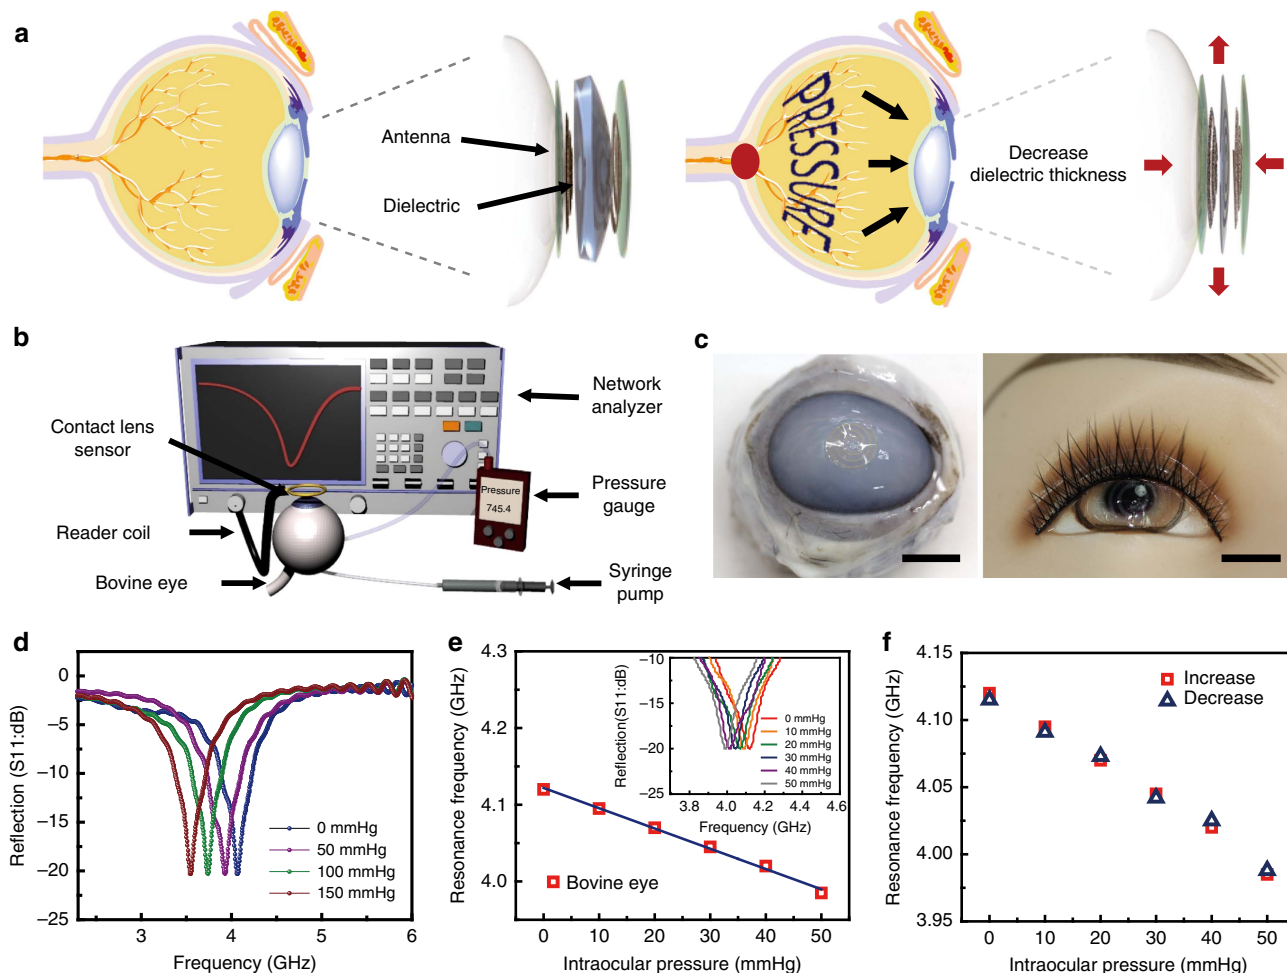 a
Antenna
Dielectric
PRESSURE
Decrease
dielectric thickness
b
Contact lens
sensor
Reader coil
Bovine eye
Network
analyzer
Pressure
745.4
Pressure
gauge
Syringe
pump
c
d
Reflection (S11:dB)
0
−5
−10
−15
−20
−25
0 mmHg
50 mmHg
100 mmHg
150 mmHg
3
4
5
6
Frequency (GHz)
e
Resonance frequency (GHz)
4.3
4.2
4.1
4.0
Bovine eye
0
10
20
30
40
50
Intraocular pressure (mmHg)
Reflection(S11:dB)
−10
−15
−20
−25
0 mmHg
10 mmHg
20 mmHg
30 mmHg
40 mmHg
50 mmHg
3.8
4.0
4.2
4.4
4.6
Frequency (GHz)
f
Resonance frequency (GHz)
4.15
4.10
4.05
4.00
3.95
Increase
Decrease
0
10
20
30
40
50
Intraocular pressure (mmHg)